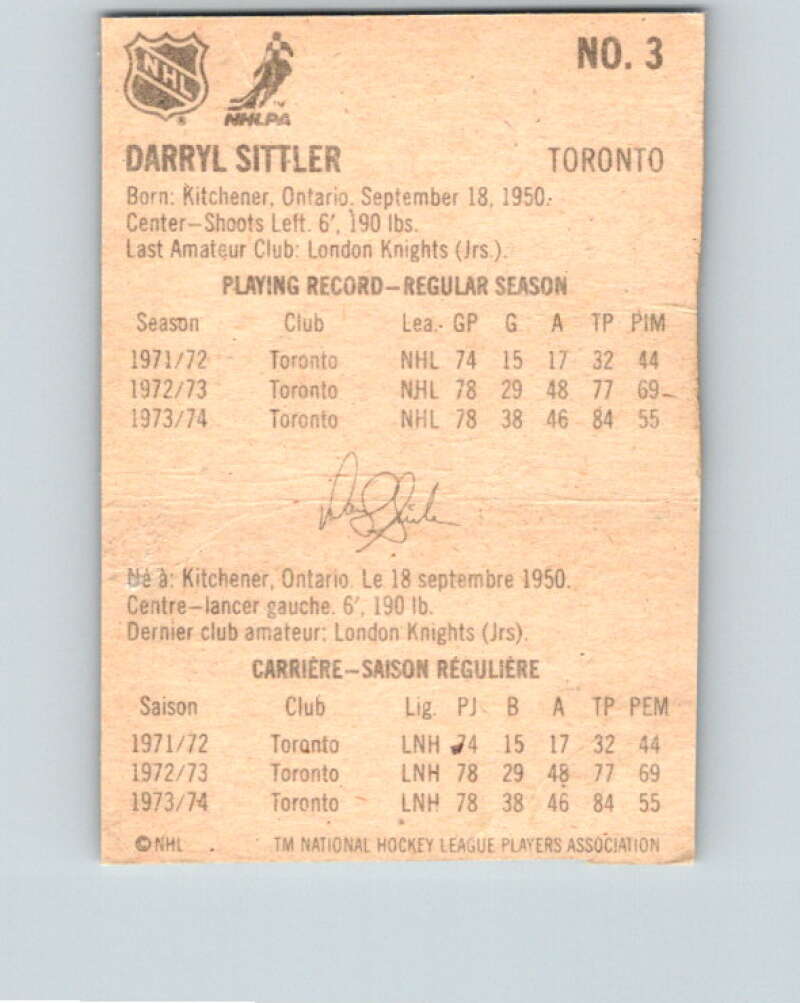 NHL
NHLPA
NO. 3
DARRYL SITTLER TORONTO
Born: Kitchener, Ontario. September 18, 1950.
Center—Shoots Left. 6', 190 lbs.
Last Amateur Club: London Knights (Jrs.).
PLAYING RECORD—REGULAR SEASON
Season Club Lea. GP G A TP PIM
1971/72 Toronto NHL 74 15 17 32 44
1972/73 Toronto NHL 78 29 48 77 69
1973/74 Toronto NHL 78 38 46 84 55
Darryl Sittler
Né à: Kitchener, Ontario. Le 18 septembre 1950.
Centre—lancer gauche. 6', 190 lb.
Dernier club amateur: London Knights (Jrs).
CARRIÈRE—SAISON RÉGULIÈRE
Saison Club Lig. PJ B A TP PEM
1971/72 Toronto LNH 74 15 17 32 44
1972/73 Toronto LNH 78 29 48 77 69
1973/74 Toronto LNH 78 38 46 84 55
© NHL. TM NATIONAL HOCKEY LEAGUE PLAYERS ASSOCIATION